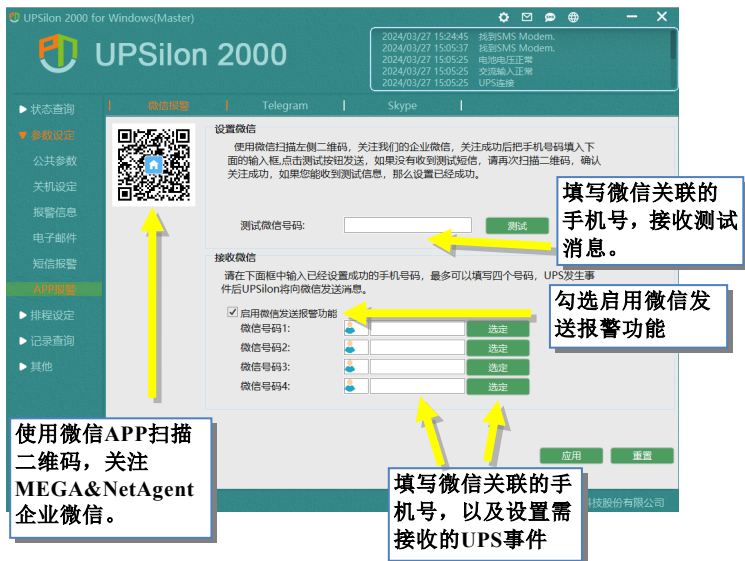 UPSilon 2000 for Windows(Master)
UPSilon 2000
2024/03/27 15:24:45 找到SMS Modem.
2024/03/27 15:05:37 找到SMS Modem.
2024/03/27 15:05:25 电池电压正常
2024/03/27 15:05:25 交流输入正常
2024/03/27 15:05:25 UPS连接
状态查询
参数设定
公共参数
关机设定
报警信息
电子邮件
短信报警
APP报警
排程设定
记录查询
其他
微信报警
Telegram
Skype
设置微信
使用微信扫描左侧二维码，关注我们的企业微信，关注成功后把手机号码填入下
面的输入框,点击测试按钮发送，如果没有收到测试短信，请再次扫描二维码，确认
关注成功，如果您能收到测试信息，那么设置已经成功。
测试微信号码:
测试
接收微信
请在下面框中输入已经设置成功的手机号码，最多可以填写四个号码，UPS发生事
件后UPSilon将向微信发送消息。
启用微信发送报警功能
微信号码1:
选定
微信号码2:
选定
微信号码3:
选定
微信号码4:
选定
应用
重置
科技股份有限公司
填写微信关联的
手机号，接收测试
消息。
勾选启用微信发
送报警功能
使用微信APP扫描
二维码，关注
MEGA&NetAgent
企业微信。
填写微信关联的手
机号，以及设置需
接收的UPS事件